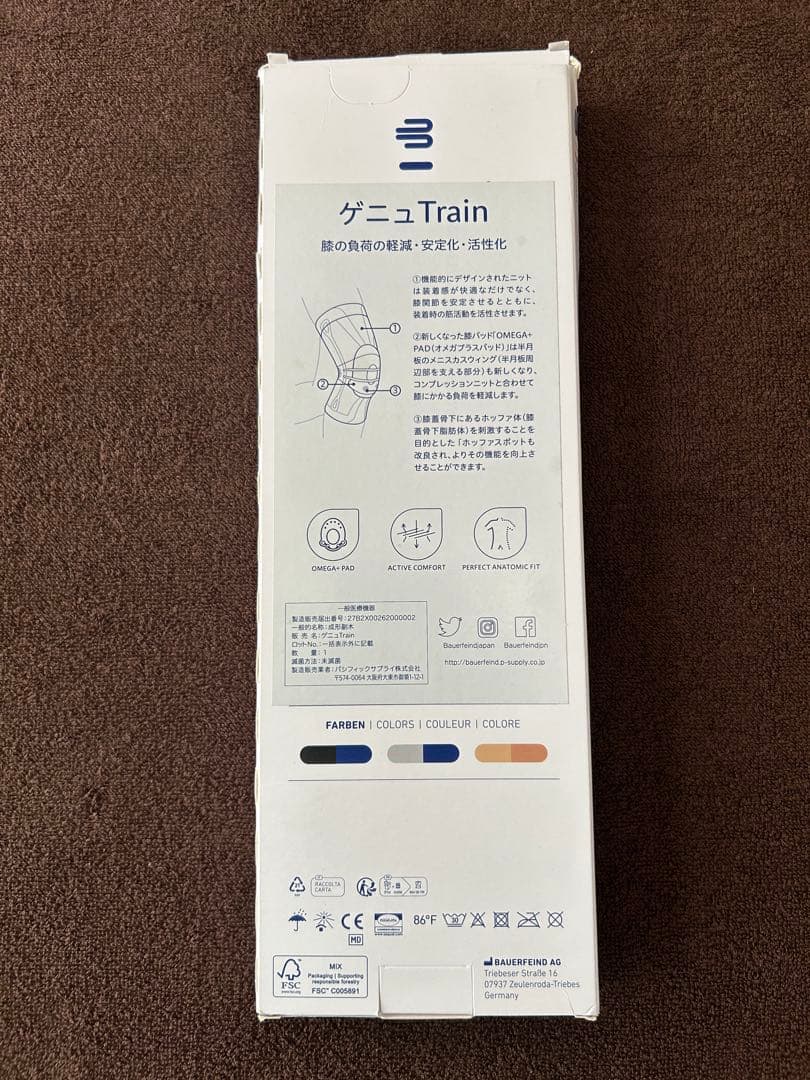 ゲニュTrain
膝の負荷の軽減・安定化・活性化
①機能的にデザインされたニット
は装着感が快適なだけでなく、
膝関節を安定させるとともに、
装着時の筋活動を活性させます。
②新しくなった膝パッド「OMEGA+
PAD（オメガプラスパッド）」は半月
板のメニスカスウィング（半月板周
辺部を支える部分）も新しくなり、
コンプレッションニットと合わせて
膝にかかる負荷を軽減します。
③膝蓋骨下にあるホッファ体（膝
蓋骨下脂肪体）を刺激することを
目的とした「ホッファスポットも
改良され、よりその機能を向上さ
せることができます。
①
②
③
OMEGA+ PAD
ACTIVE COMFORT
PERFECT ANATOMIC FIT
一般医療機器
製造販売届出番号：27B2X00262000002
一般的名称：成形副木
販 売 名：ゲニュTrain
ロットNo.：一括表示外に記載
数 量：1
滅菌方法：未滅菌
製造販売業者：パシフィックサプライ株式会社
〒574-0064 大阪府大東市御領1-12-1
Bauerfeindjapan
Bauerfeindjpn
http://bauerfeind.p-supply.co.jp
FARBEN | COLORS | COULEUR | COLORE
RACCOLTA
CARTA
CE
MD
86°F
30
FSC
www.fsc.org
MIX
Packaging | Supporting
responsible forestry
FSC® C005891
BAUERFEIND AG
Triebeser Straße 16
07937 Zeulenroda-Triebes
Germany